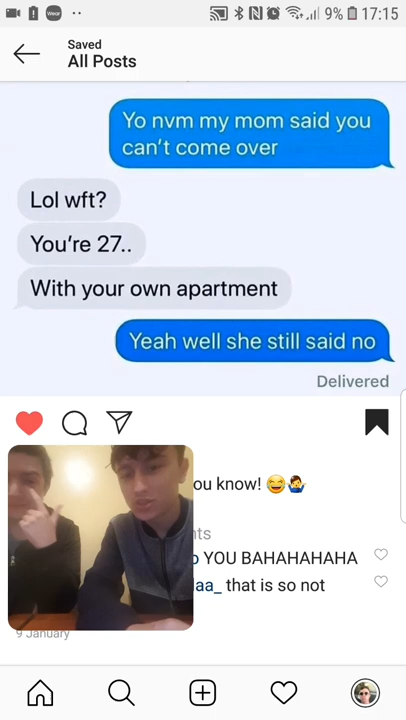 Wear
9% 17:15
Saved
All Posts
Yo nvm my mom said you
can't come over
Lol wft?
You're 27..
With your own apartment
Yeah well she still said no
Delivered
ou know! 😂🤷‍♂️
nts
o YOU BAHAHAHAHA
laa_ that is so not
9 January